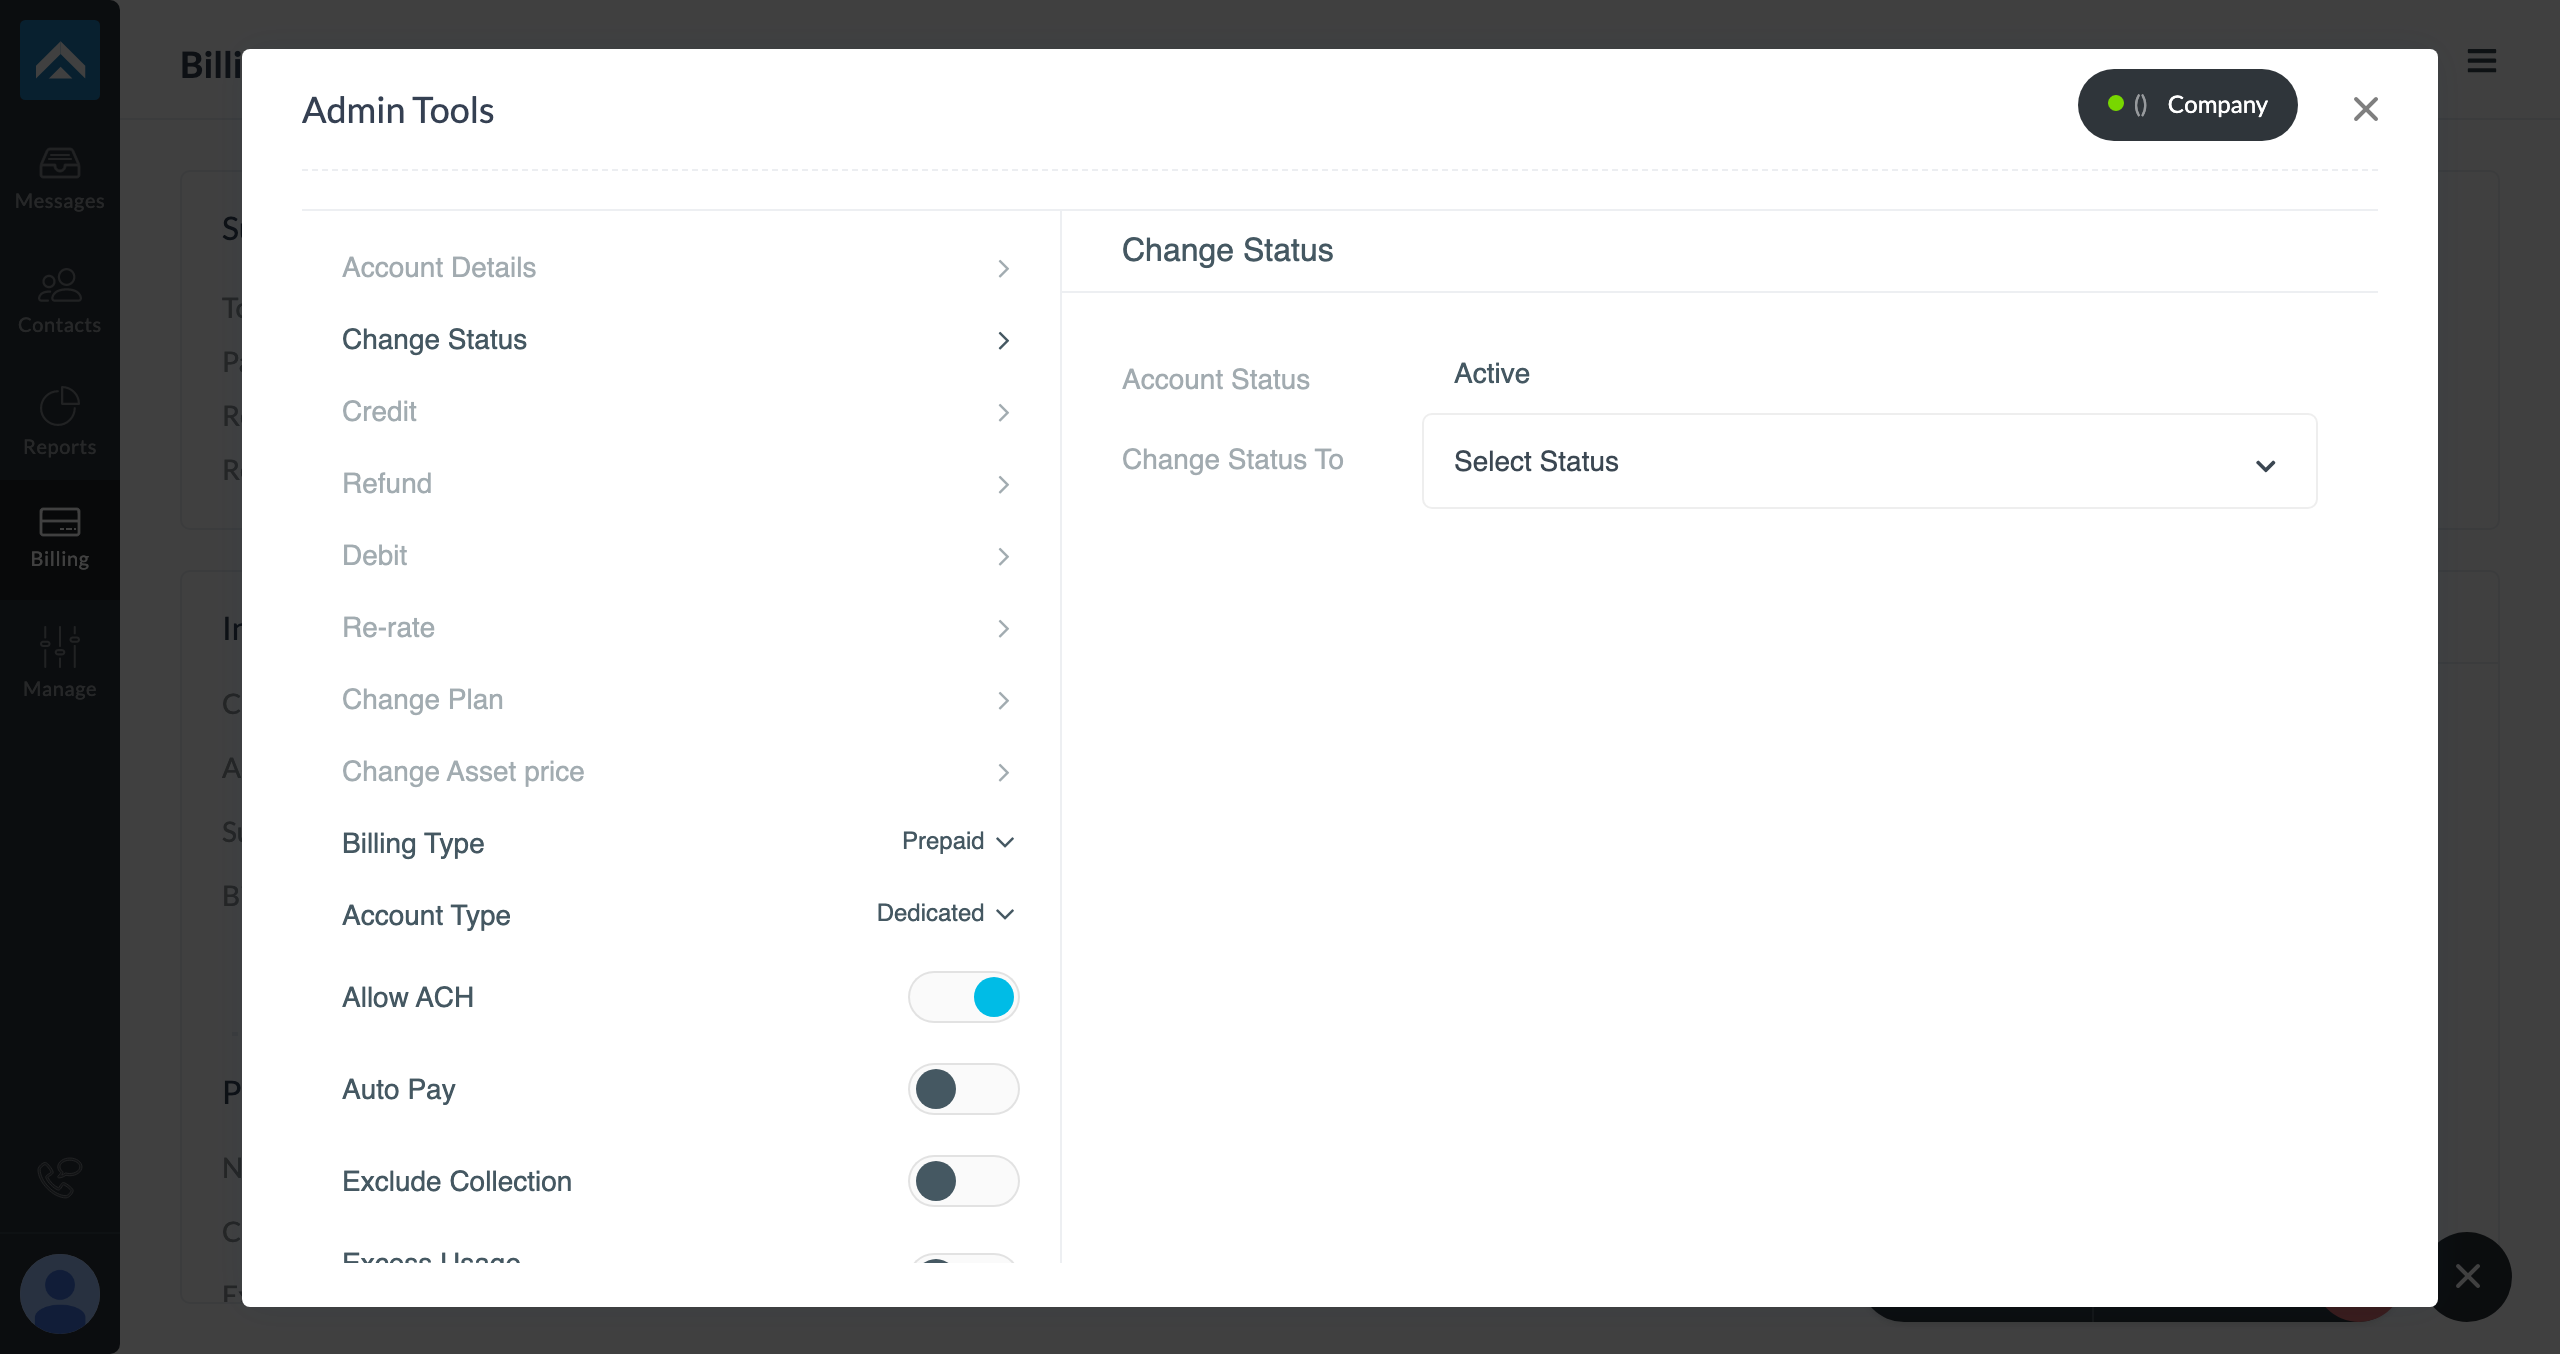 Messages
Contacts
Reports
Billing
Manage
Billi
Admin Tools
() Company
Account Details
Change Status
Credit
Refund
Debit
Re-rate
Change Plan
Change Asset price
Billing Type Prepaid
Account Type Dedicated
Allow ACH
Auto Pay
Exclude Collection
Excess Usage
Change Status
Account Status Active
Change Status To Select Status